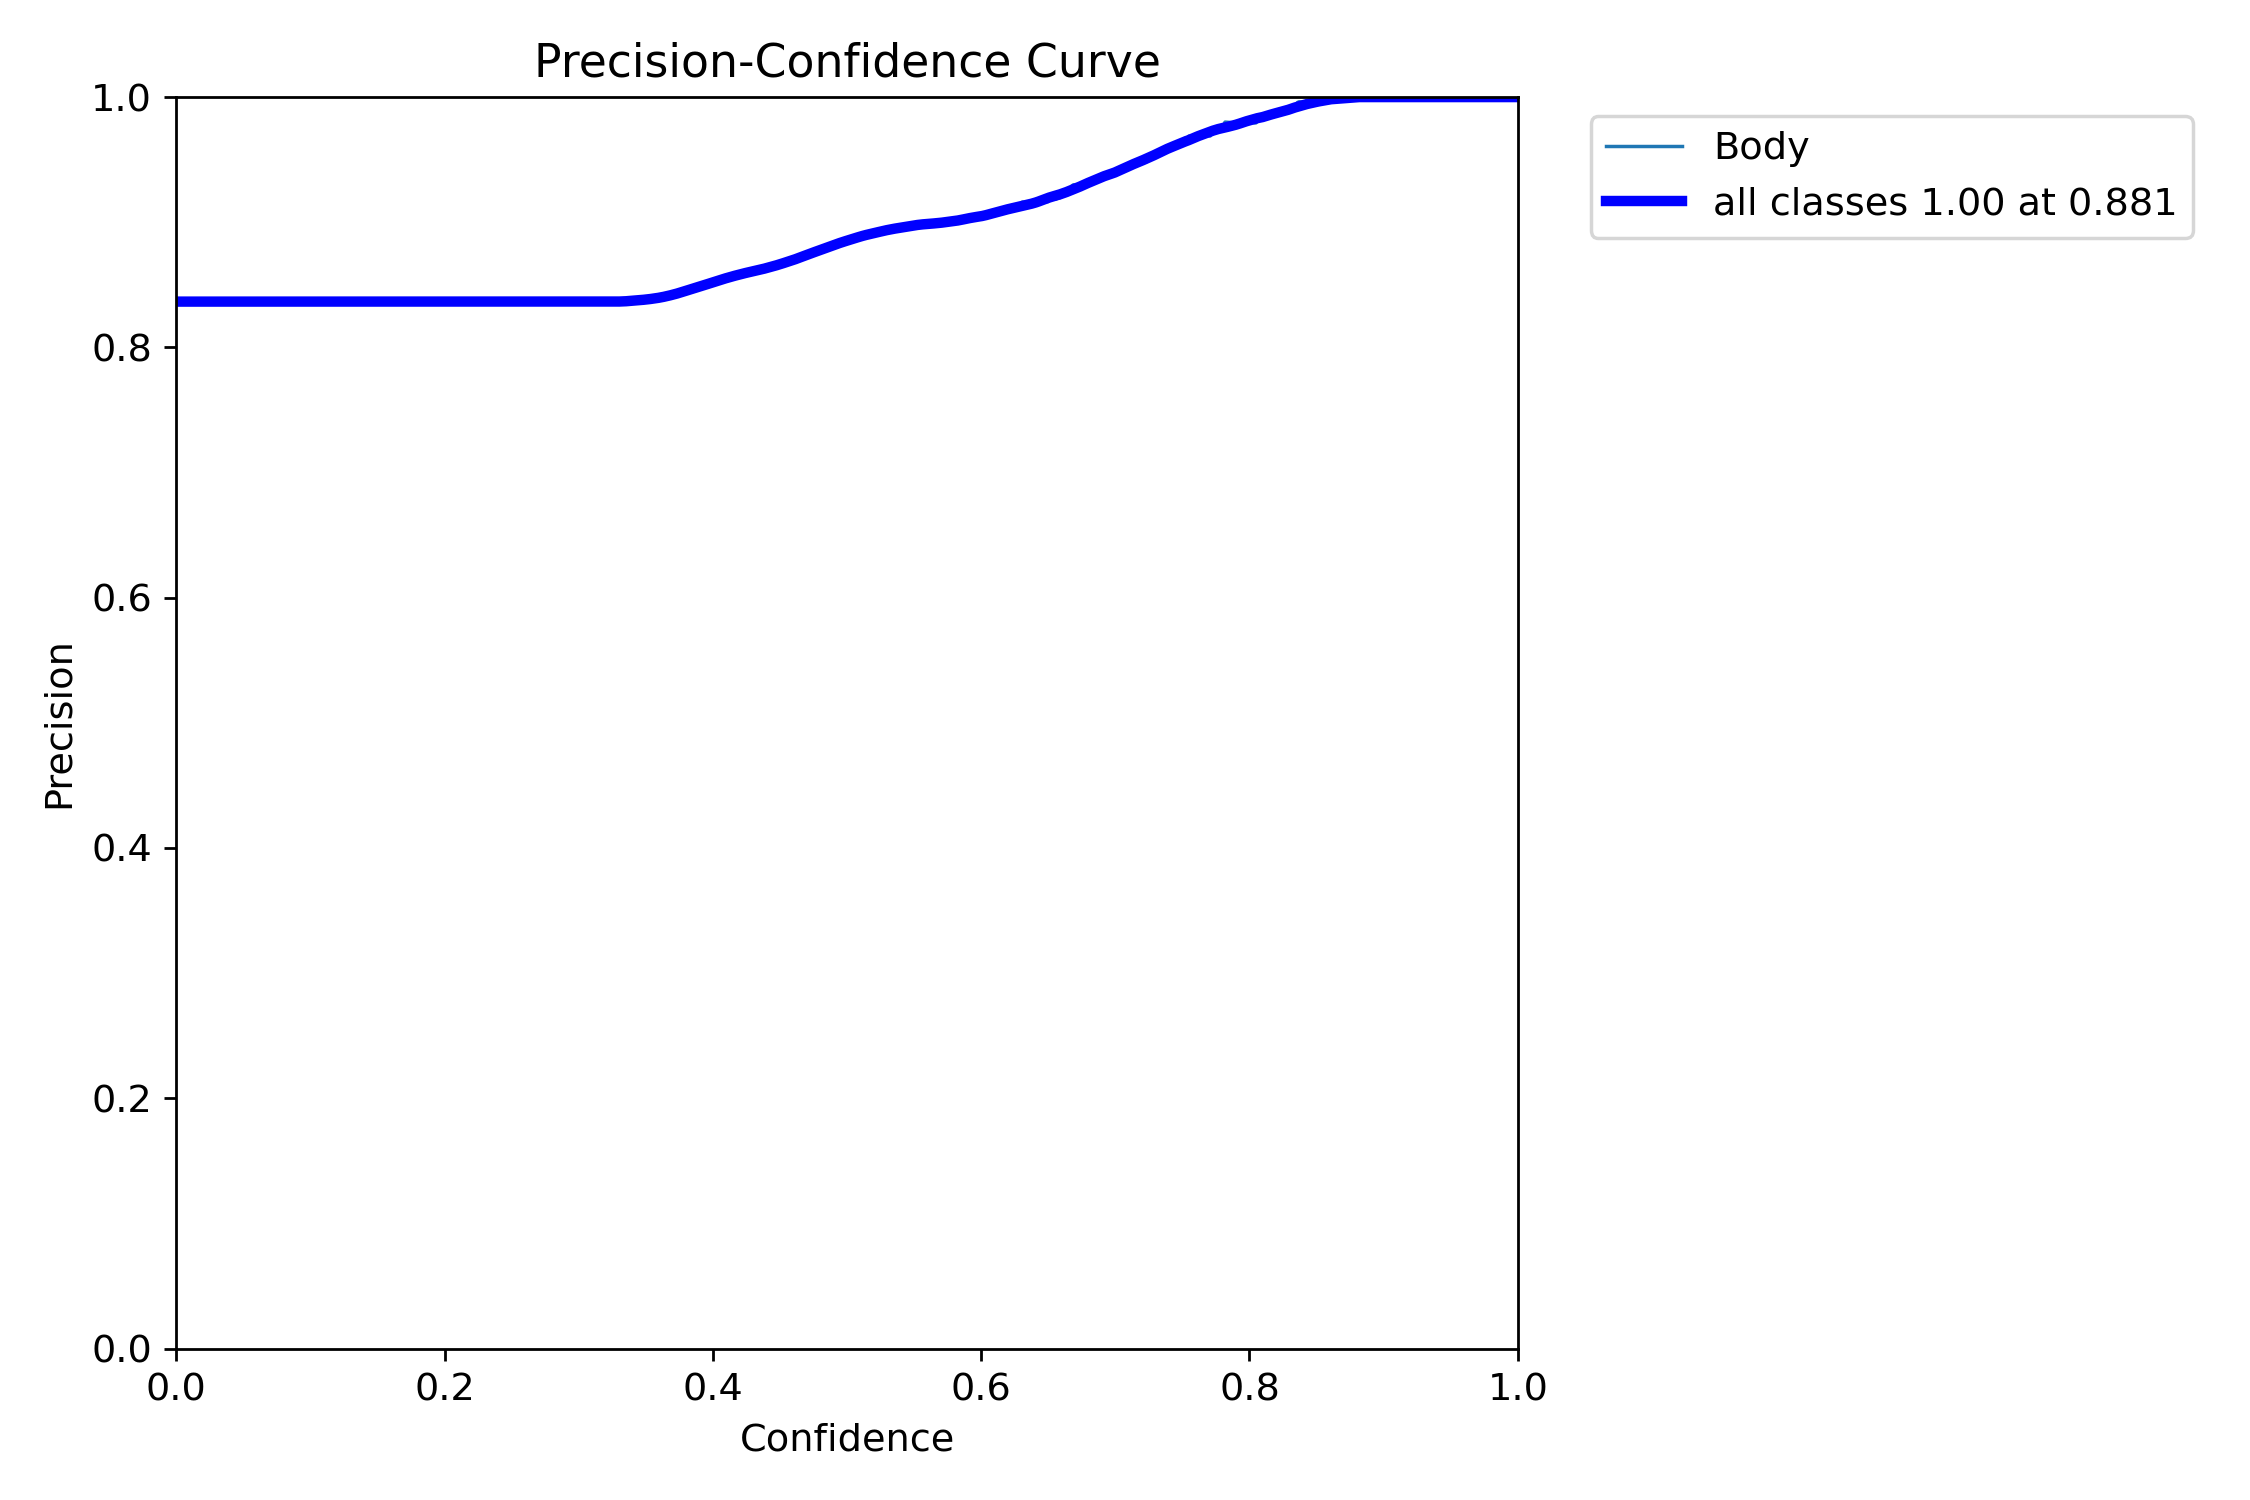 Precision-Confidence Curve
1.0
0.8
0.6
0.4
0.2
0.0
Precision
0.0 0.2 0.4 0.6 0.8 1.0
Confidence
Body
all classes 1.00 at 0.881